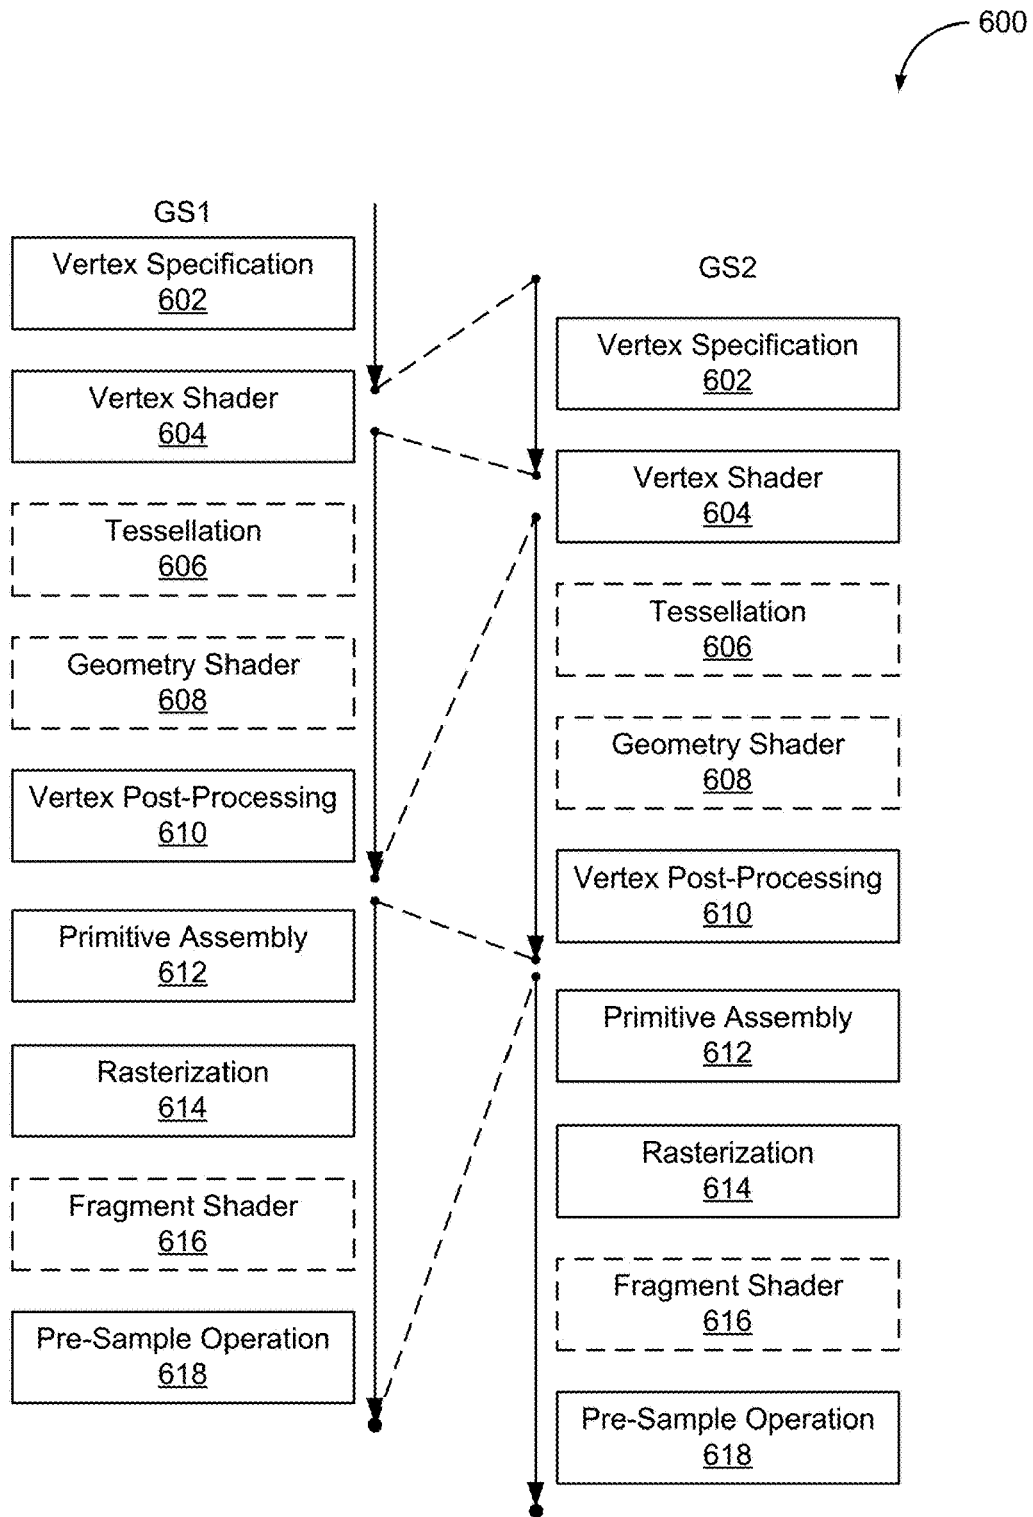 600
GS1
Vertex Specification
602
Vertex Shader
604
Tessellation
606
Geometry Shader
608
Vertex Post-Processing
610
Primitive Assembly
612
Rasterization
614
Fragment Shader
616
Pre-Sample Operation
618
GS2
Vertex Specification
602
Vertex Shader
604
Tessellation
606
Geometry Shader
608
Vertex Post-Processing
610
Primitive Assembly
612
Rasterization
614
Fragment Shader
616
Pre-Sample Operation
618